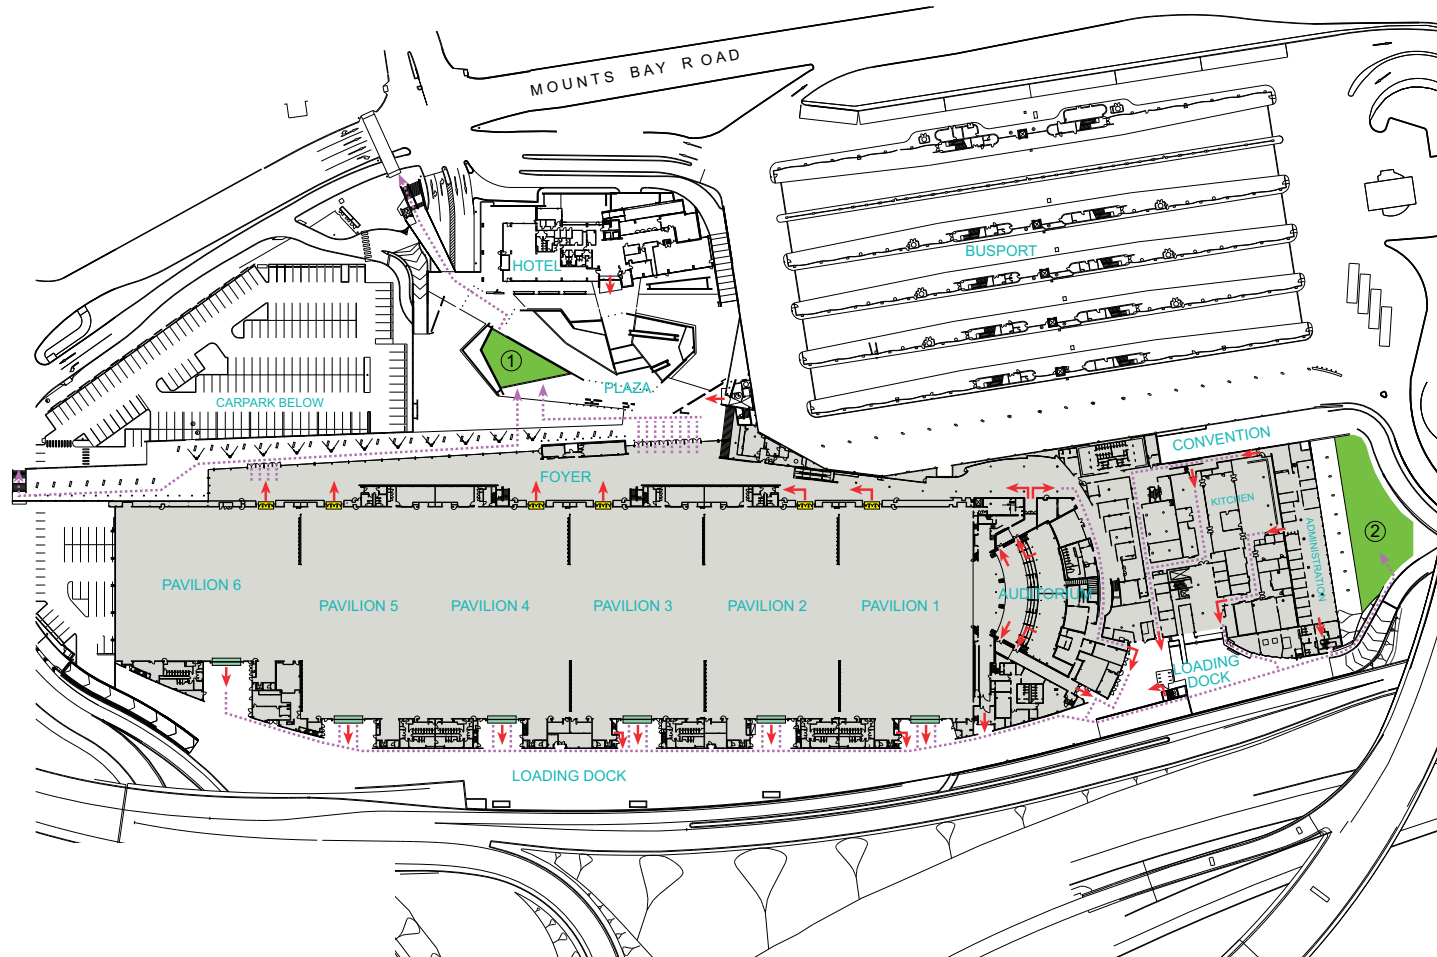 MOUNTS BAY ROAD
BUSPORT
HOTEL
1
PLAZA
CARPARK BELOW
CONVENTION
FOYER
KITCHEN
ADMINISTRATION
2
PAVILION 6
PAVILION 5
PAVILION 4
PAVILION 3
PAVILION 2
PAVILION 1
AUDITORIUM
LOADING
DOCK
LOADING DOCK